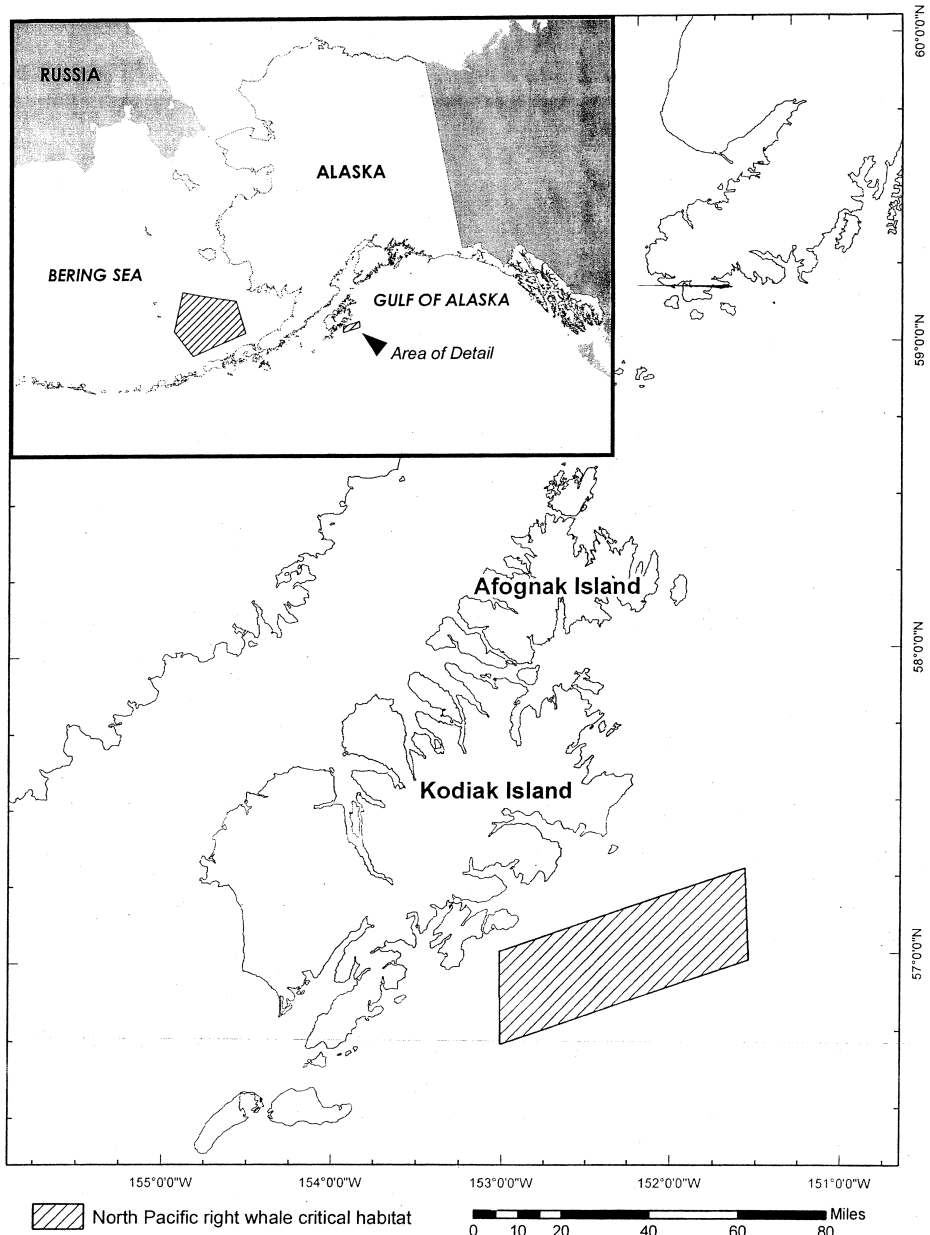 RUSSIA
ALASKA
BERING SEA
GULF OF ALASKA
Area of Detail
Afognak Island
Kodiak Island
60°0'0"N
59°0'0"N
58°0'0"N
57°0'0"N
155°0'0"W 154°0'0"W 153°0'0"W 152°0'0"W 151°0'0"W
North Pacific right whale critical habitat
Miles
0 10 20 40 60 80